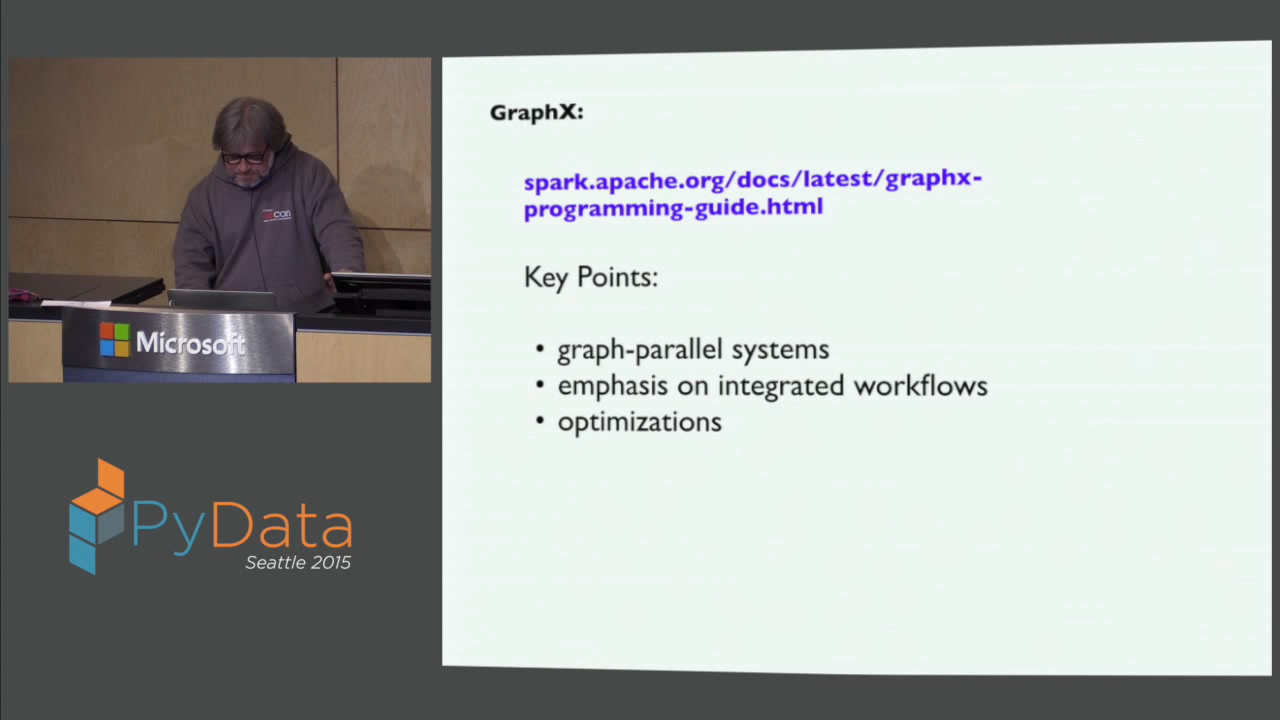 GraphX:
spark.apache.org/docs/latest/graphx-
programming-guide.html
Key Points:
• graph-parallel systems
• emphasis on integrated workflows
• optimizations
con
Microsoft
PyData
Seattle 2015